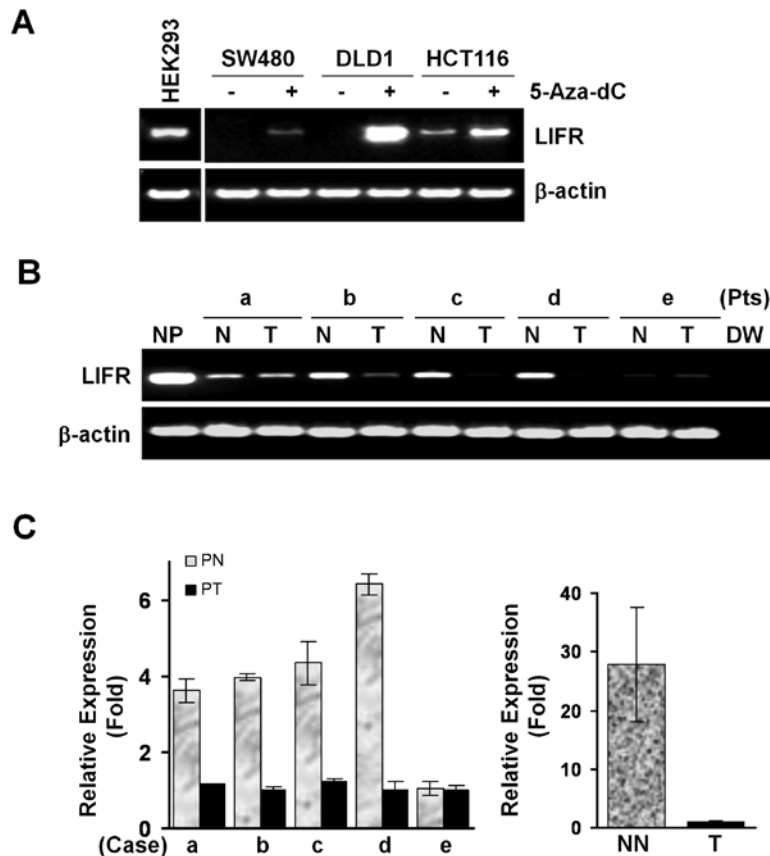 A
HEK293
SW480 DLD1 HCT116
- + - + - + 5-Aza-dC
LIFR
β-actin
B
a b c d e (Pts)
NP N T N T N T N T N T DW
LIFR
β-actin
C
PN
PT
Relative Expression
(Fold)
6
4
2
0
(Case) a b c d e
Relative Expression
(Fold)
40
30
20
10
0
NN T